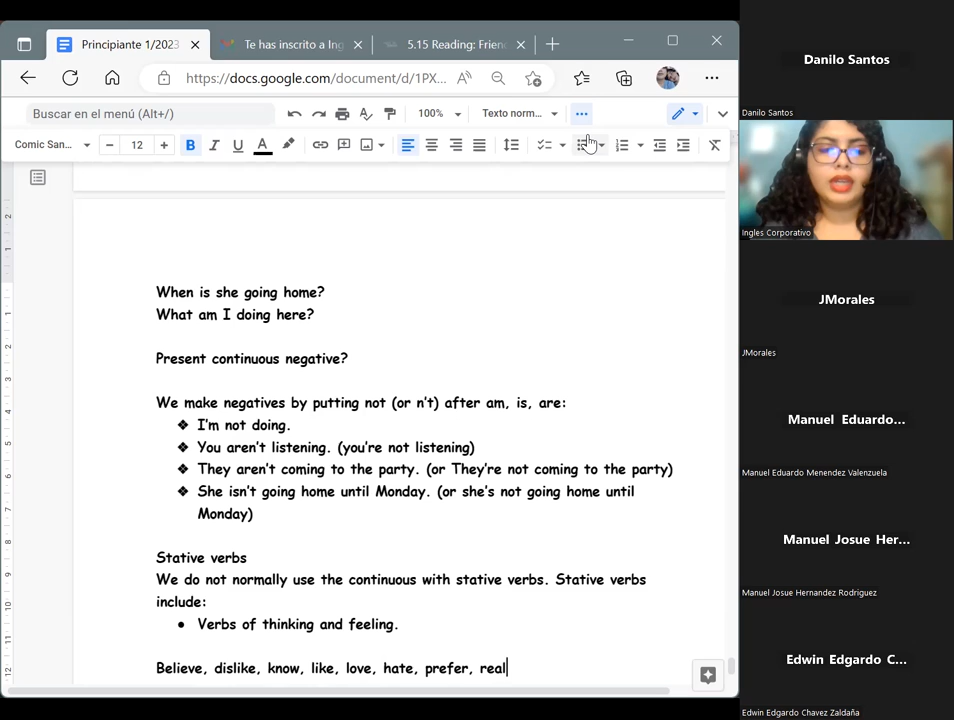 Principiante 1/2023
Te has inscrito a Ing
5.15 Reading: Frien
https://docs.google.com/document/d/1PX...
Buscar en el menú (Alt+/)
100%
Texto norm...
Comic San...
12
When is she going home?
What am I doing here?
Present continuous negative?
We make negatives by putting not (or n't) after am, is, are:
❖ I'm not doing.
❖ You aren't listening. (you're not listening)
❖ They aren't coming to the party. (or They're not coming to the party)
❖ She isn't going home until Monday. (or she's not going home until
Monday)
Stative verbs
We do not normally use the continuous with stative verbs. Stative verbs
include:
● Verbs of thinking and feeling.
Believe, dislike, know, like, love, hate, prefer, real
Danilo Santos
Danilo Santos
Ingles Corporativo
JMorales
JMorales
Manuel Eduardo...
Manuel Eduardo Menendez Valenzuela
Manuel Josue Her...
Manuel Josue Hernandez Rodriguez
Edwin Edgardo C...
Edwin Edgardo Chavez Zaldaña